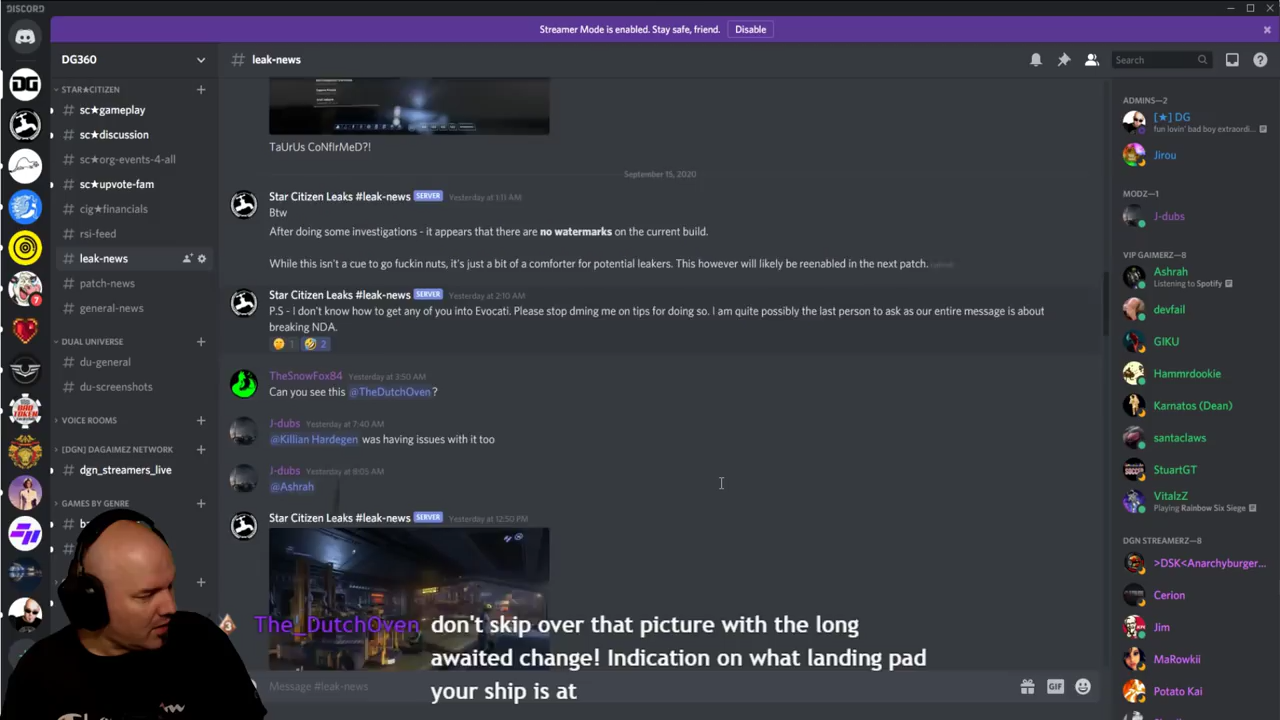 DISCORD
Streamer Mode is enabled. Stay safe, friend.
Disable
DG360
STAR★CITIZEN
sc★gameplay
sc★discussion
sc★org-events-4-all
sc★upvote-fam
cig★financials
rsi-feed
leak-news
patch-news
general-news
DUAL UNIVERSE
du-general
du-screenshots
VOICE ROOMS
[DGN] DAGAIMEZ NETWORK
dgn_streamers_live
GAMES BY GENRE
# leak-news
Search
TaUrUs CoNfIrMeD?!
September 15, 2020
Star Citizen Leaks #leak-news SERVER Yesterday at 1:11 AM
Btw
After doing some investigations - it appears that there are no watermarks on the current build.
While this isn't a cue to go fuckin nuts, it's just a bit of a comforter for potential leakers. This however will likely be reenabled in the next patch.
Star Citizen Leaks #leak-news SERVER Yesterday at 2:10 AM
P.S - I don't know how to get any of you into Evocati. Please stop dming me on tips for doing so. I am quite possibly the last person to ask as our entire message is about
breaking NDA.
1 2
TheSnowFox84 Yesterday at 3:50 AM
Can you see this @TheDutchOven?
J-dubs Yesterday at 7:40 AM
@Killian Hardegen was having issues with it too
J-dubs Yesterday at 8:05 AM
@Ashrah
Star Citizen Leaks #leak-news SERVER Yesterday at 12:50 PM
The_DutchOven don't skip over that picture with the long
awaited change! Indication on what landing pad
your ship is at
Message #leak-news
GIF
ADMINS—2
[★] DG
fun lovin' bad boy extraordi...
Jirou
MODZ—1
J-dubs
VIP GAIMERZ—8
Ashrah
Listening to Spotify
devfail
GIKU
Hammrdookie
Karnatos (Dean)
santaclaws
StuartGT
VitalzZ
Playing Rainbow Six Siege
DGN STREAMERZ—8
>DSK<Anarchyburger...
Cerion
Jim
MaRowkii
Potato Kai